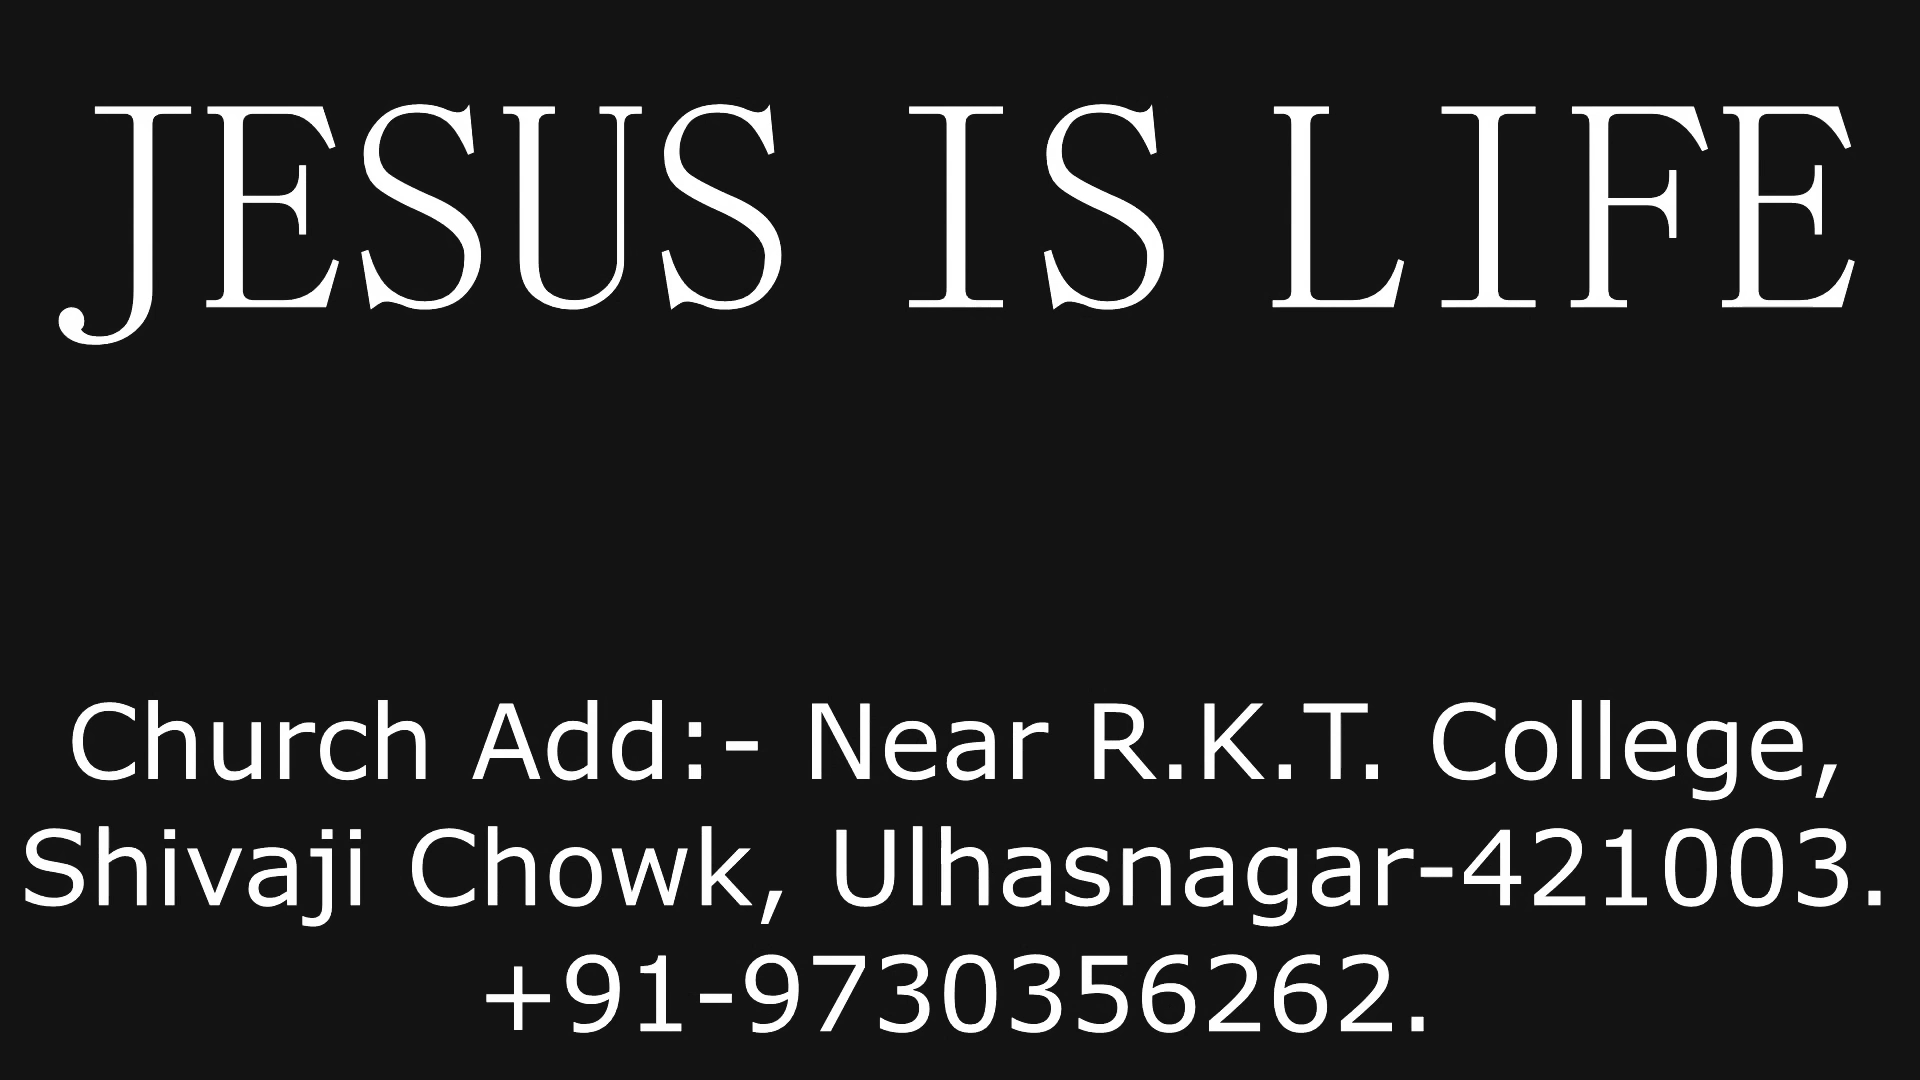 JESUS IS LIFE
Church Add:- Near R.K.T. College,
Shivaji Chowk, Ulhasnagar-421003.
+91-9730356262.